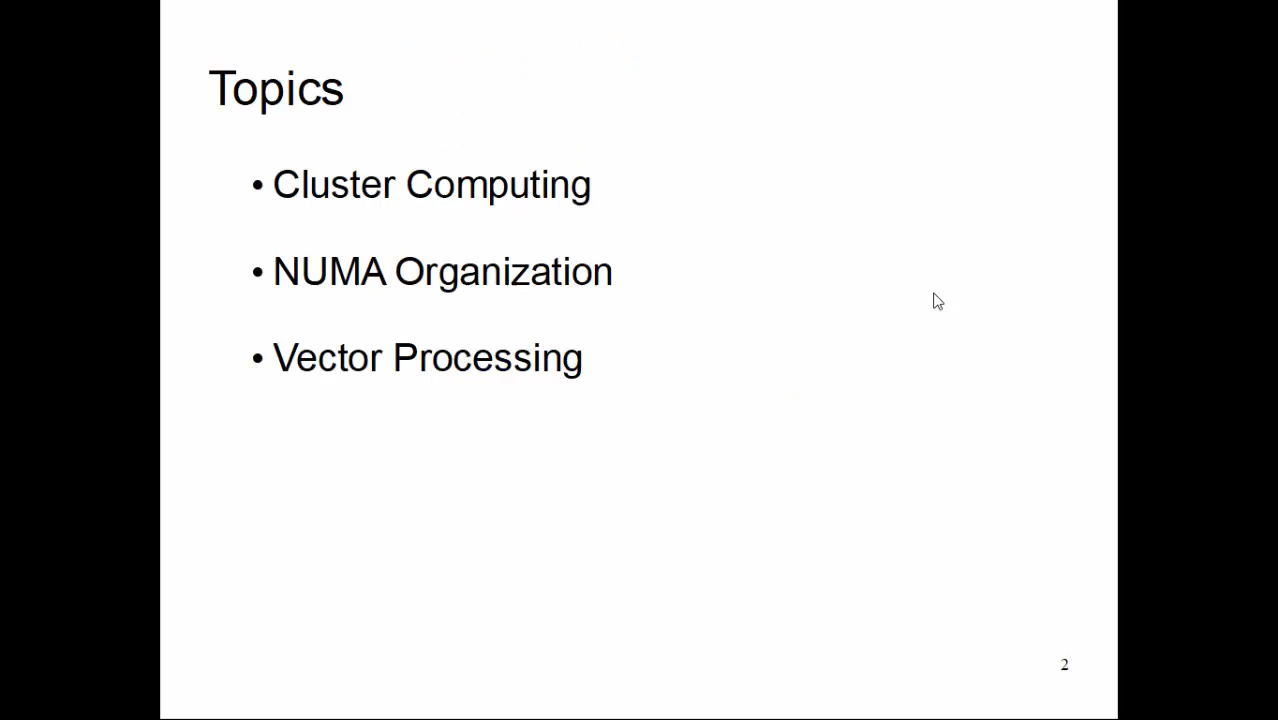 Topics
• Cluster Computing
• NUMA Organization
• Vector Processing
2